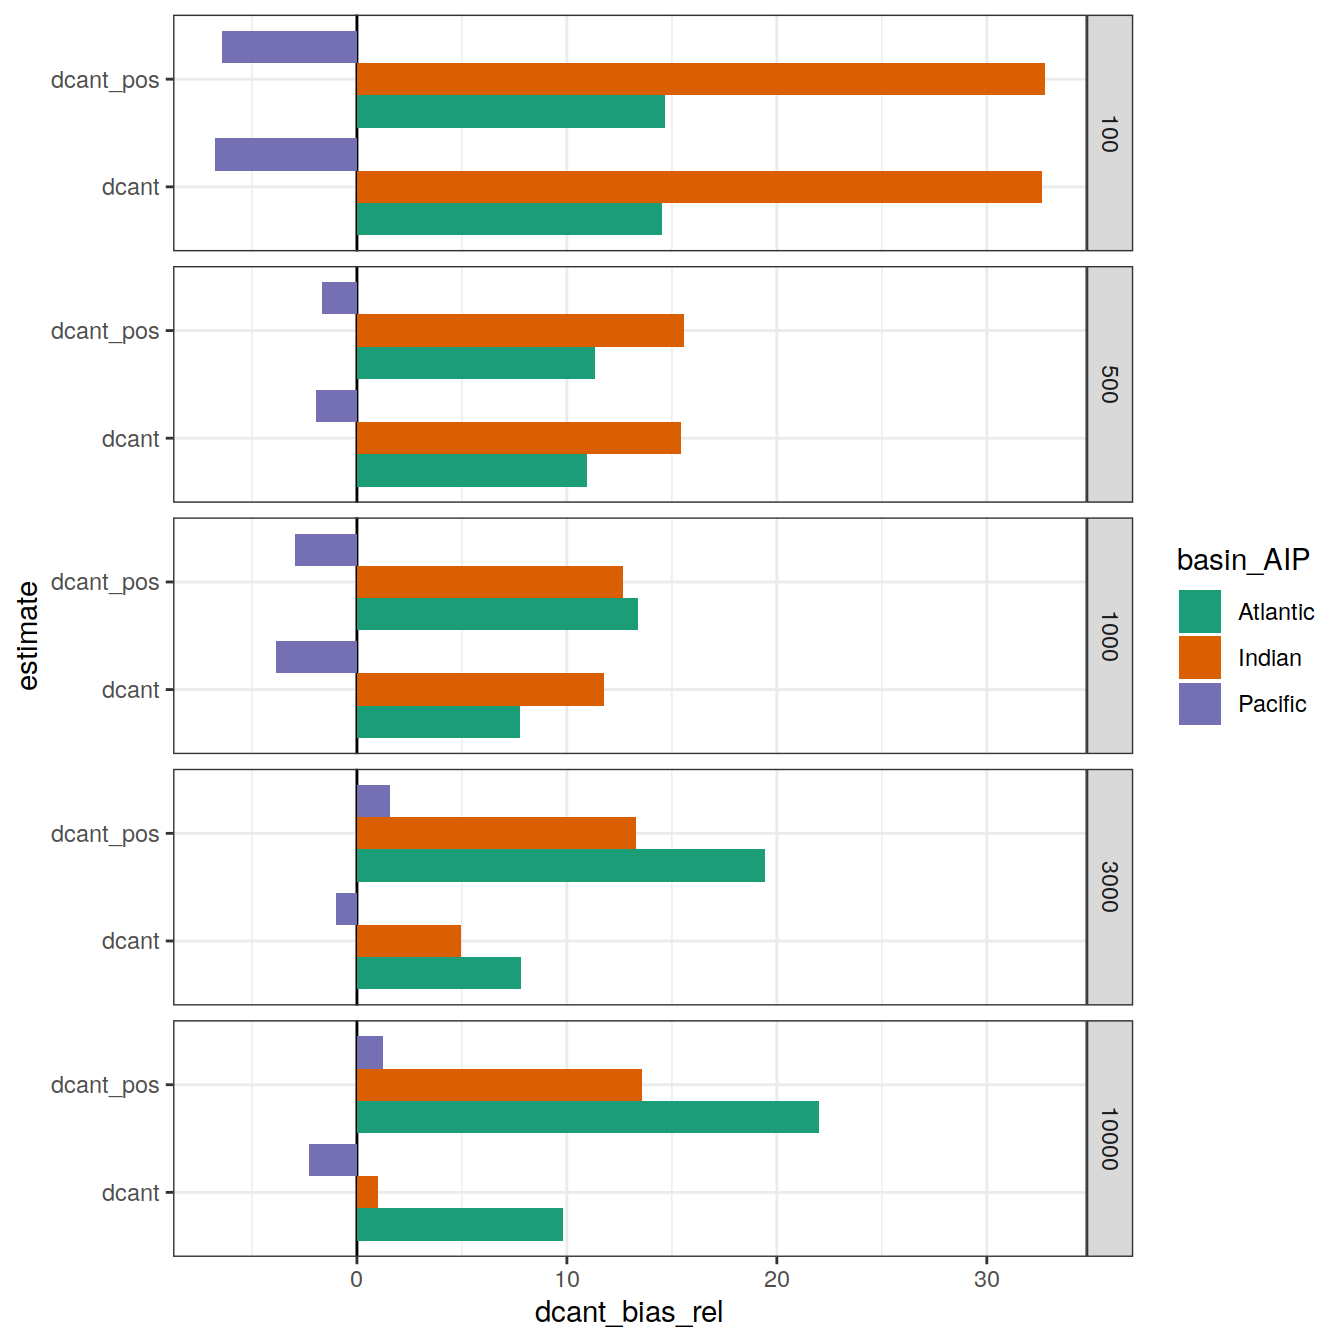 dcant_pos
dcant
100
dcant_pos
dcant
500
dcant_pos
dcant
1000
dcant_pos
dcant
3000
dcant_pos
dcant
10000
0 10 20 30
dcant_bias_rel
estimate
basin_AIP
Atlantic
Indian
Pacific